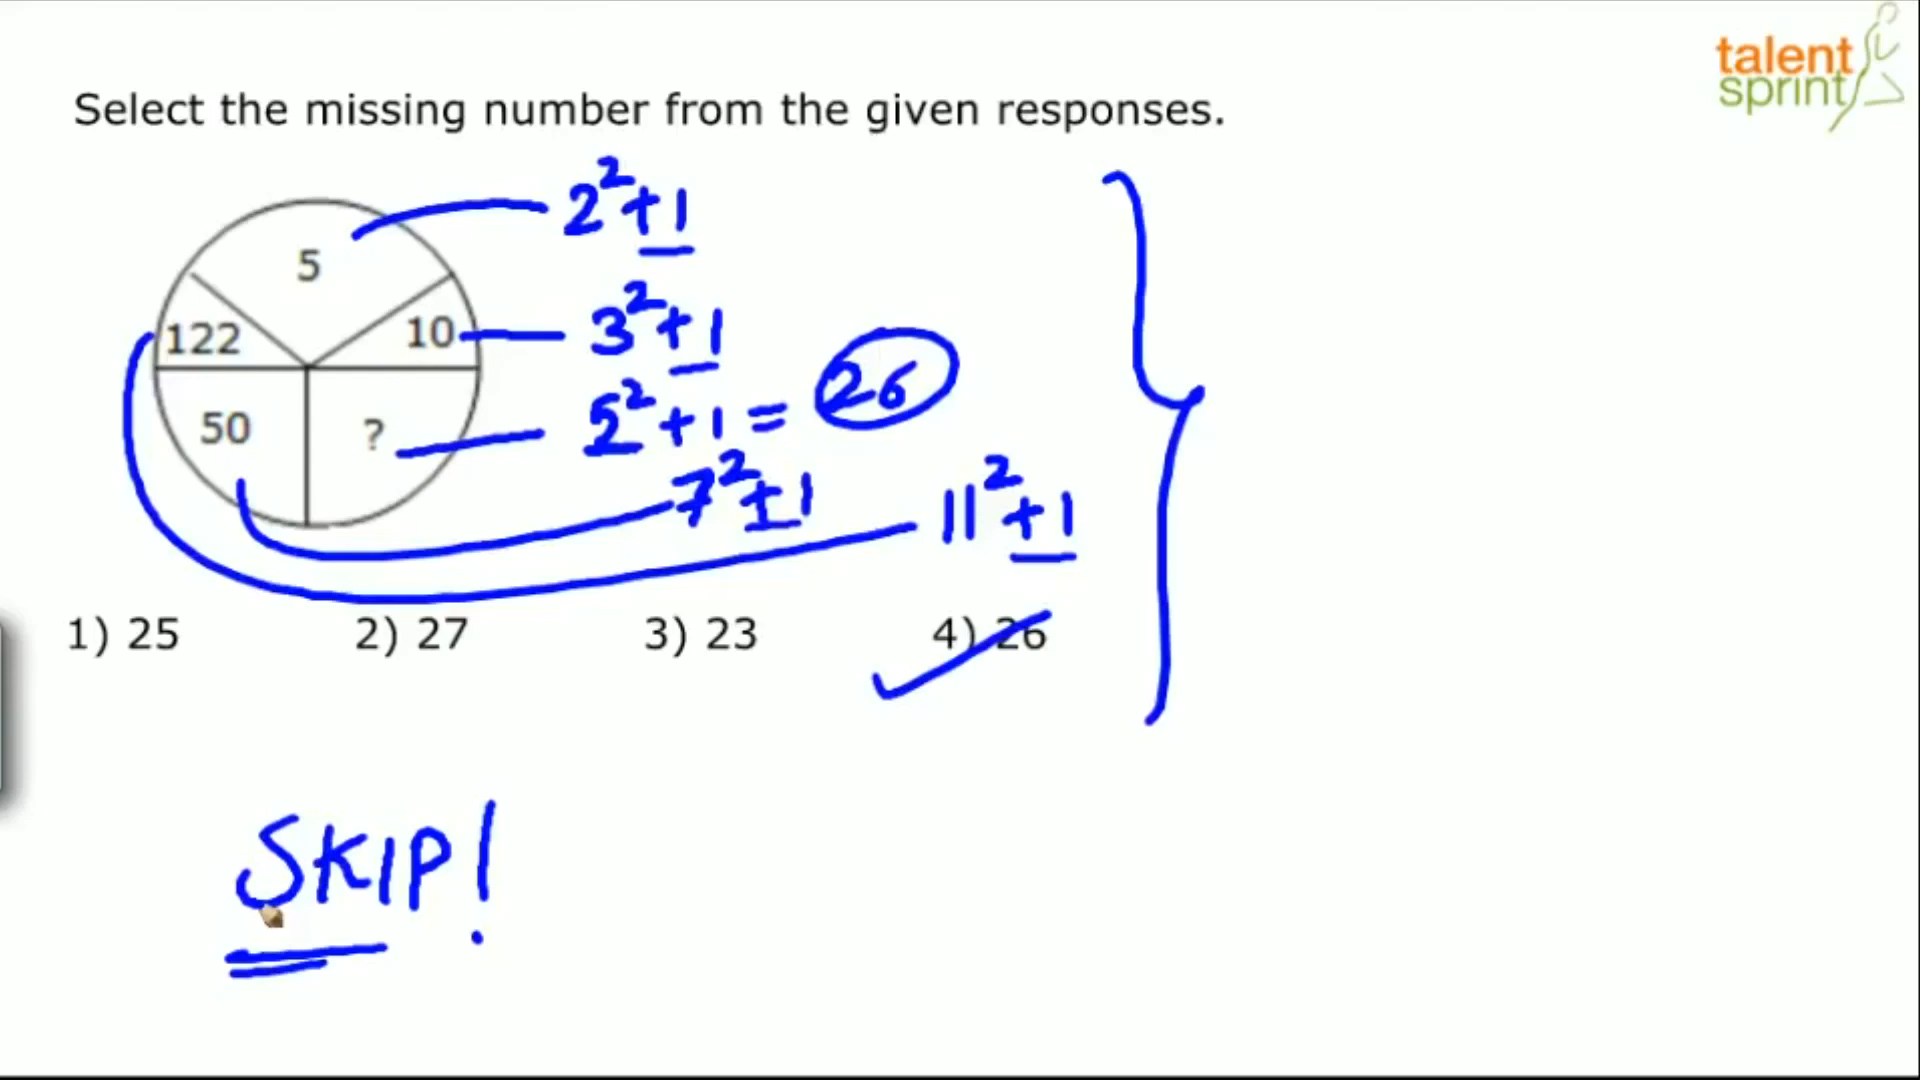 talent
sprint
Select the missing number from the given responses.
5
122
10
50
?
2²+1
3²+1
5²+1 = 26
7²+1
11²+1
1) 25 2) 27 3) 23 4) 26
SKIP!